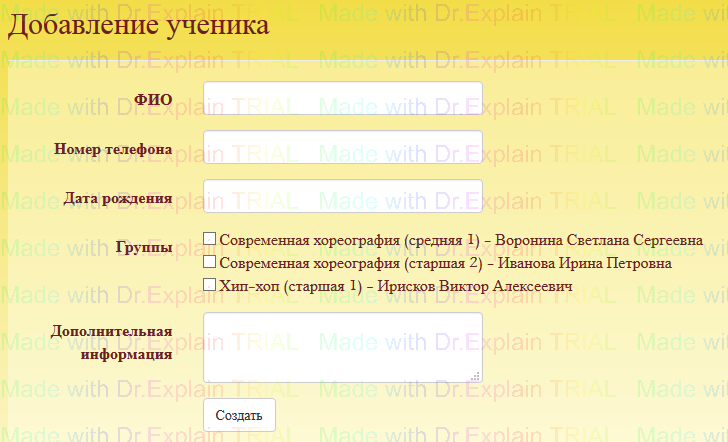 Добавление ученика
ФИО
Номер телефона
Дата рождения
Группы
Современная хореография (средняя 1) - Воронина Светлана Сергеевна
Современная хореография (старшая 2) - Иванова Ирина Петровна
Хип-хоп (старшая 1) - Ирисков Виктор Алексеевич
Дополнительная
информация
Создать
Made with Dr.Explain TRIAL